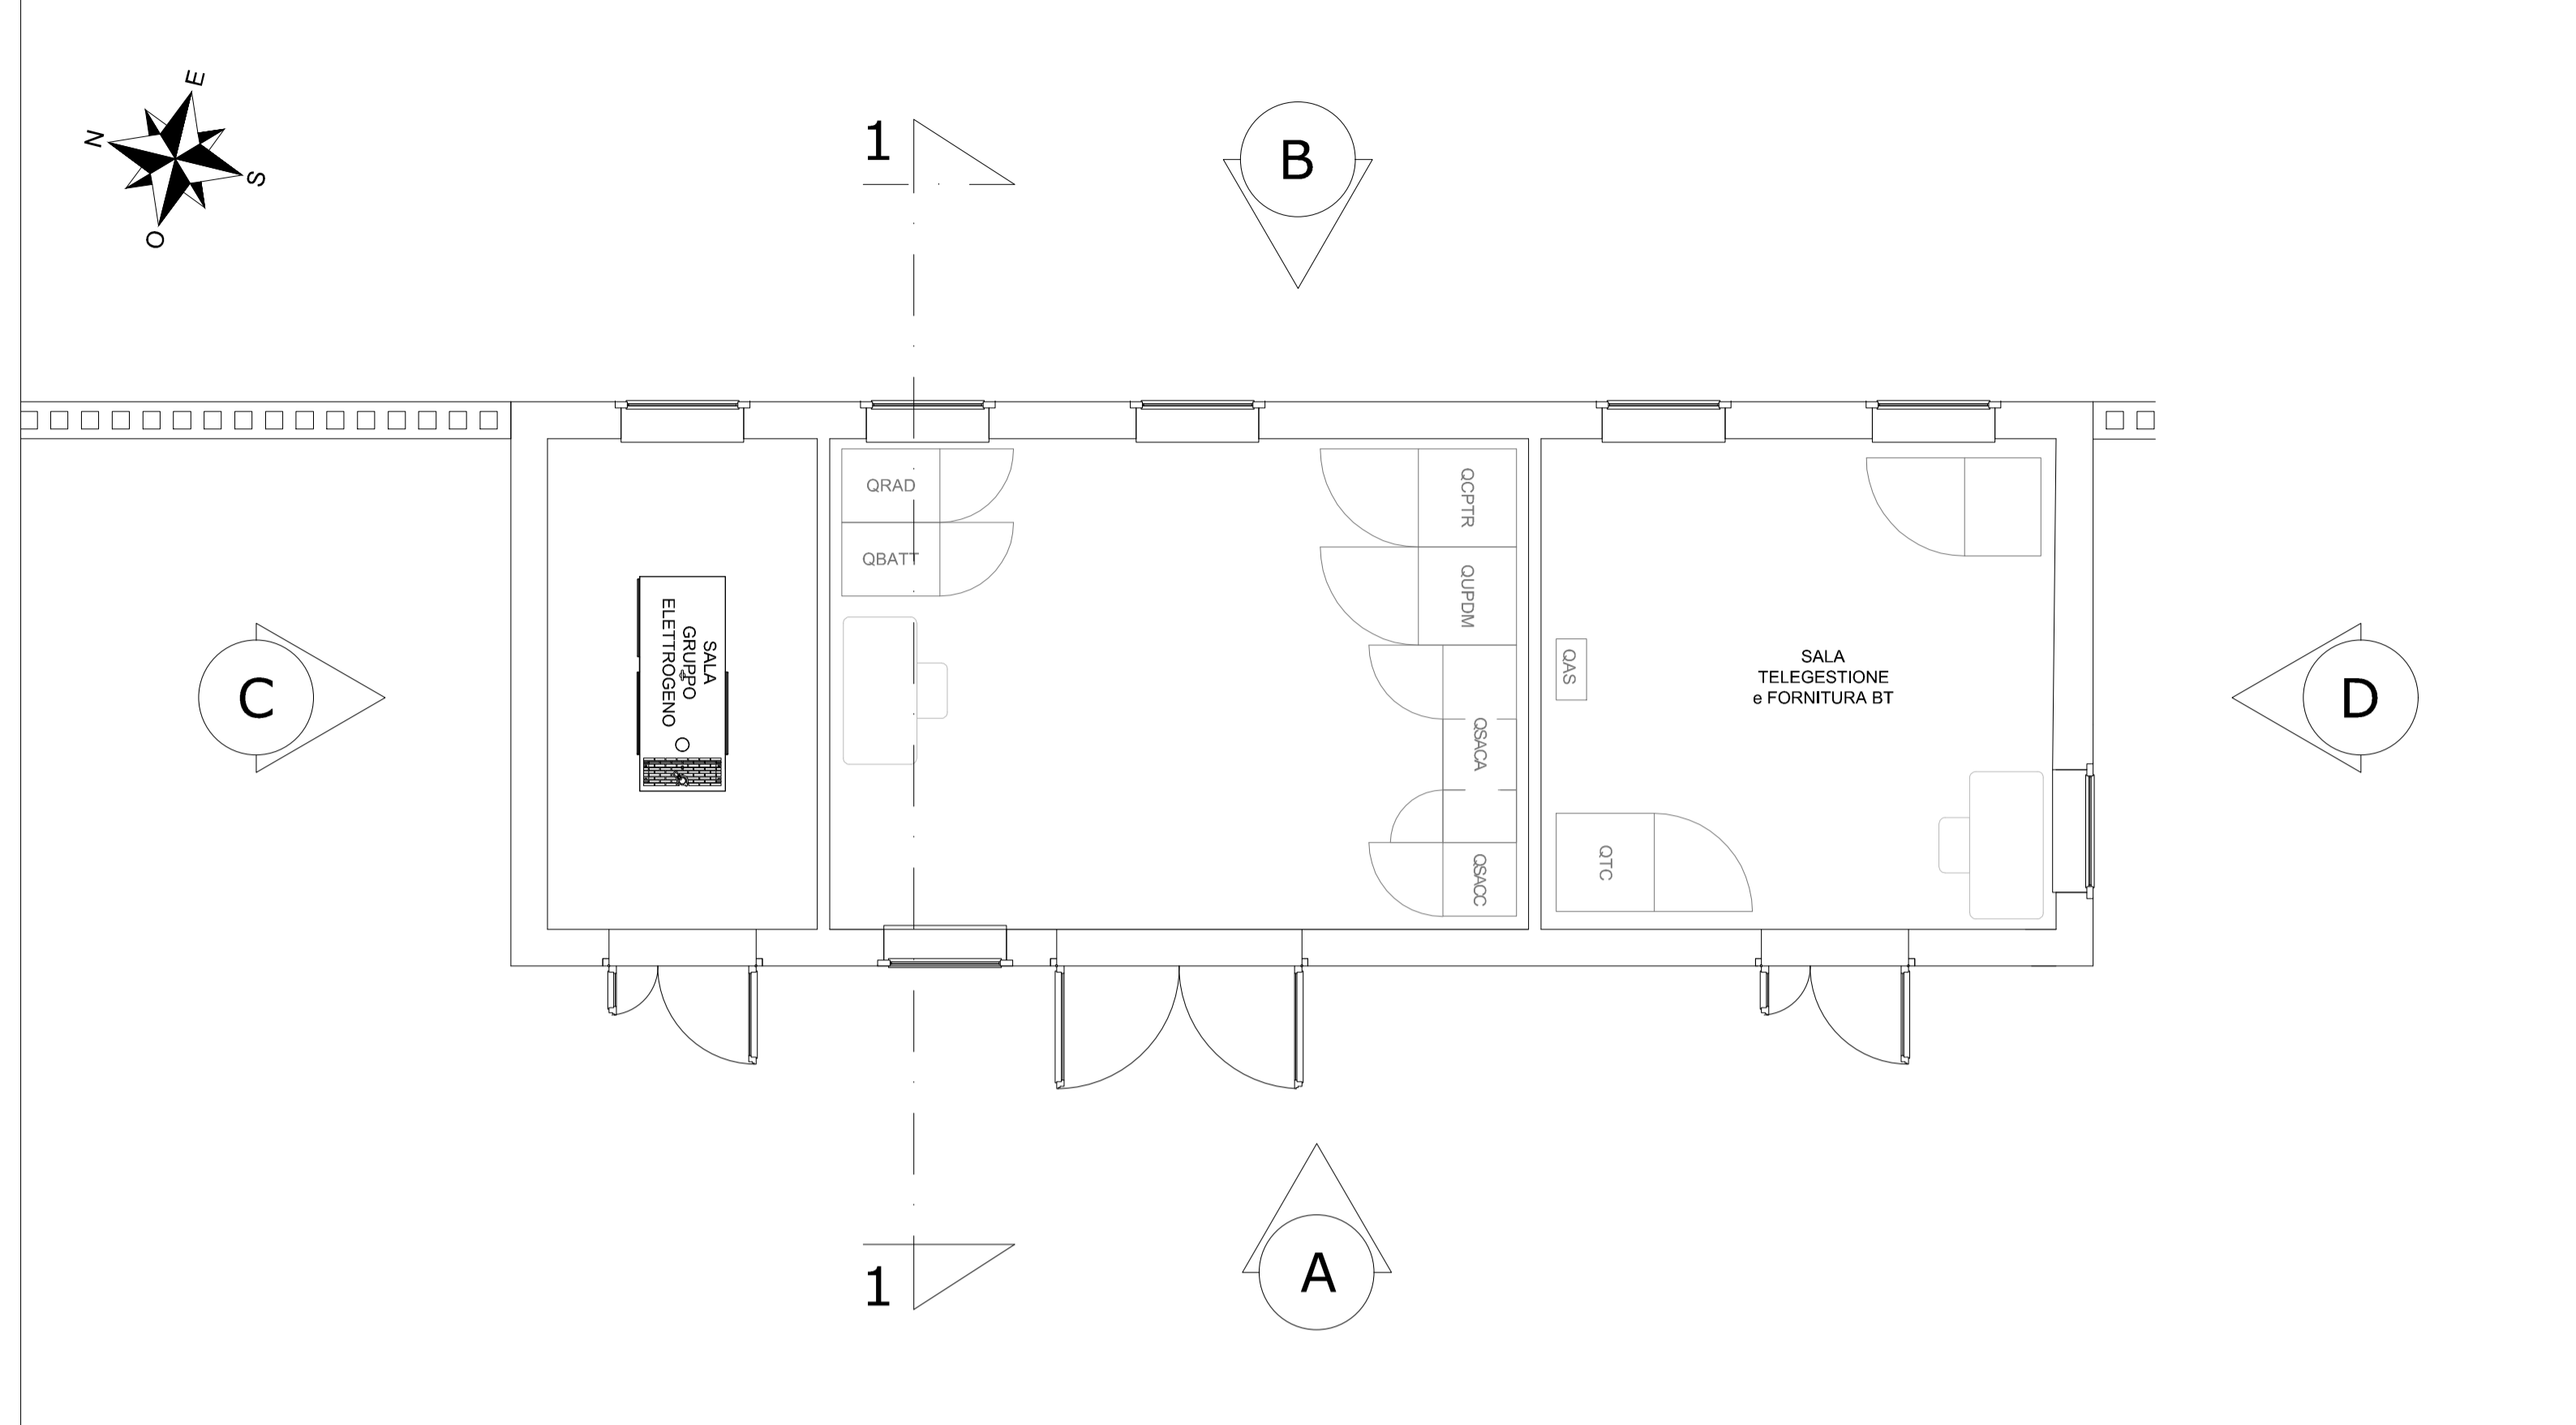 E
N
S
O
1
B
QRAD
QBATT
QCPTR
QUPDM
SALA
GRUPPO
ELETTROGENO
QSACA
QSACC
QAS
SALA
TELEGESTIONE
e FORNITURA BT
QTC
C
D
1
A